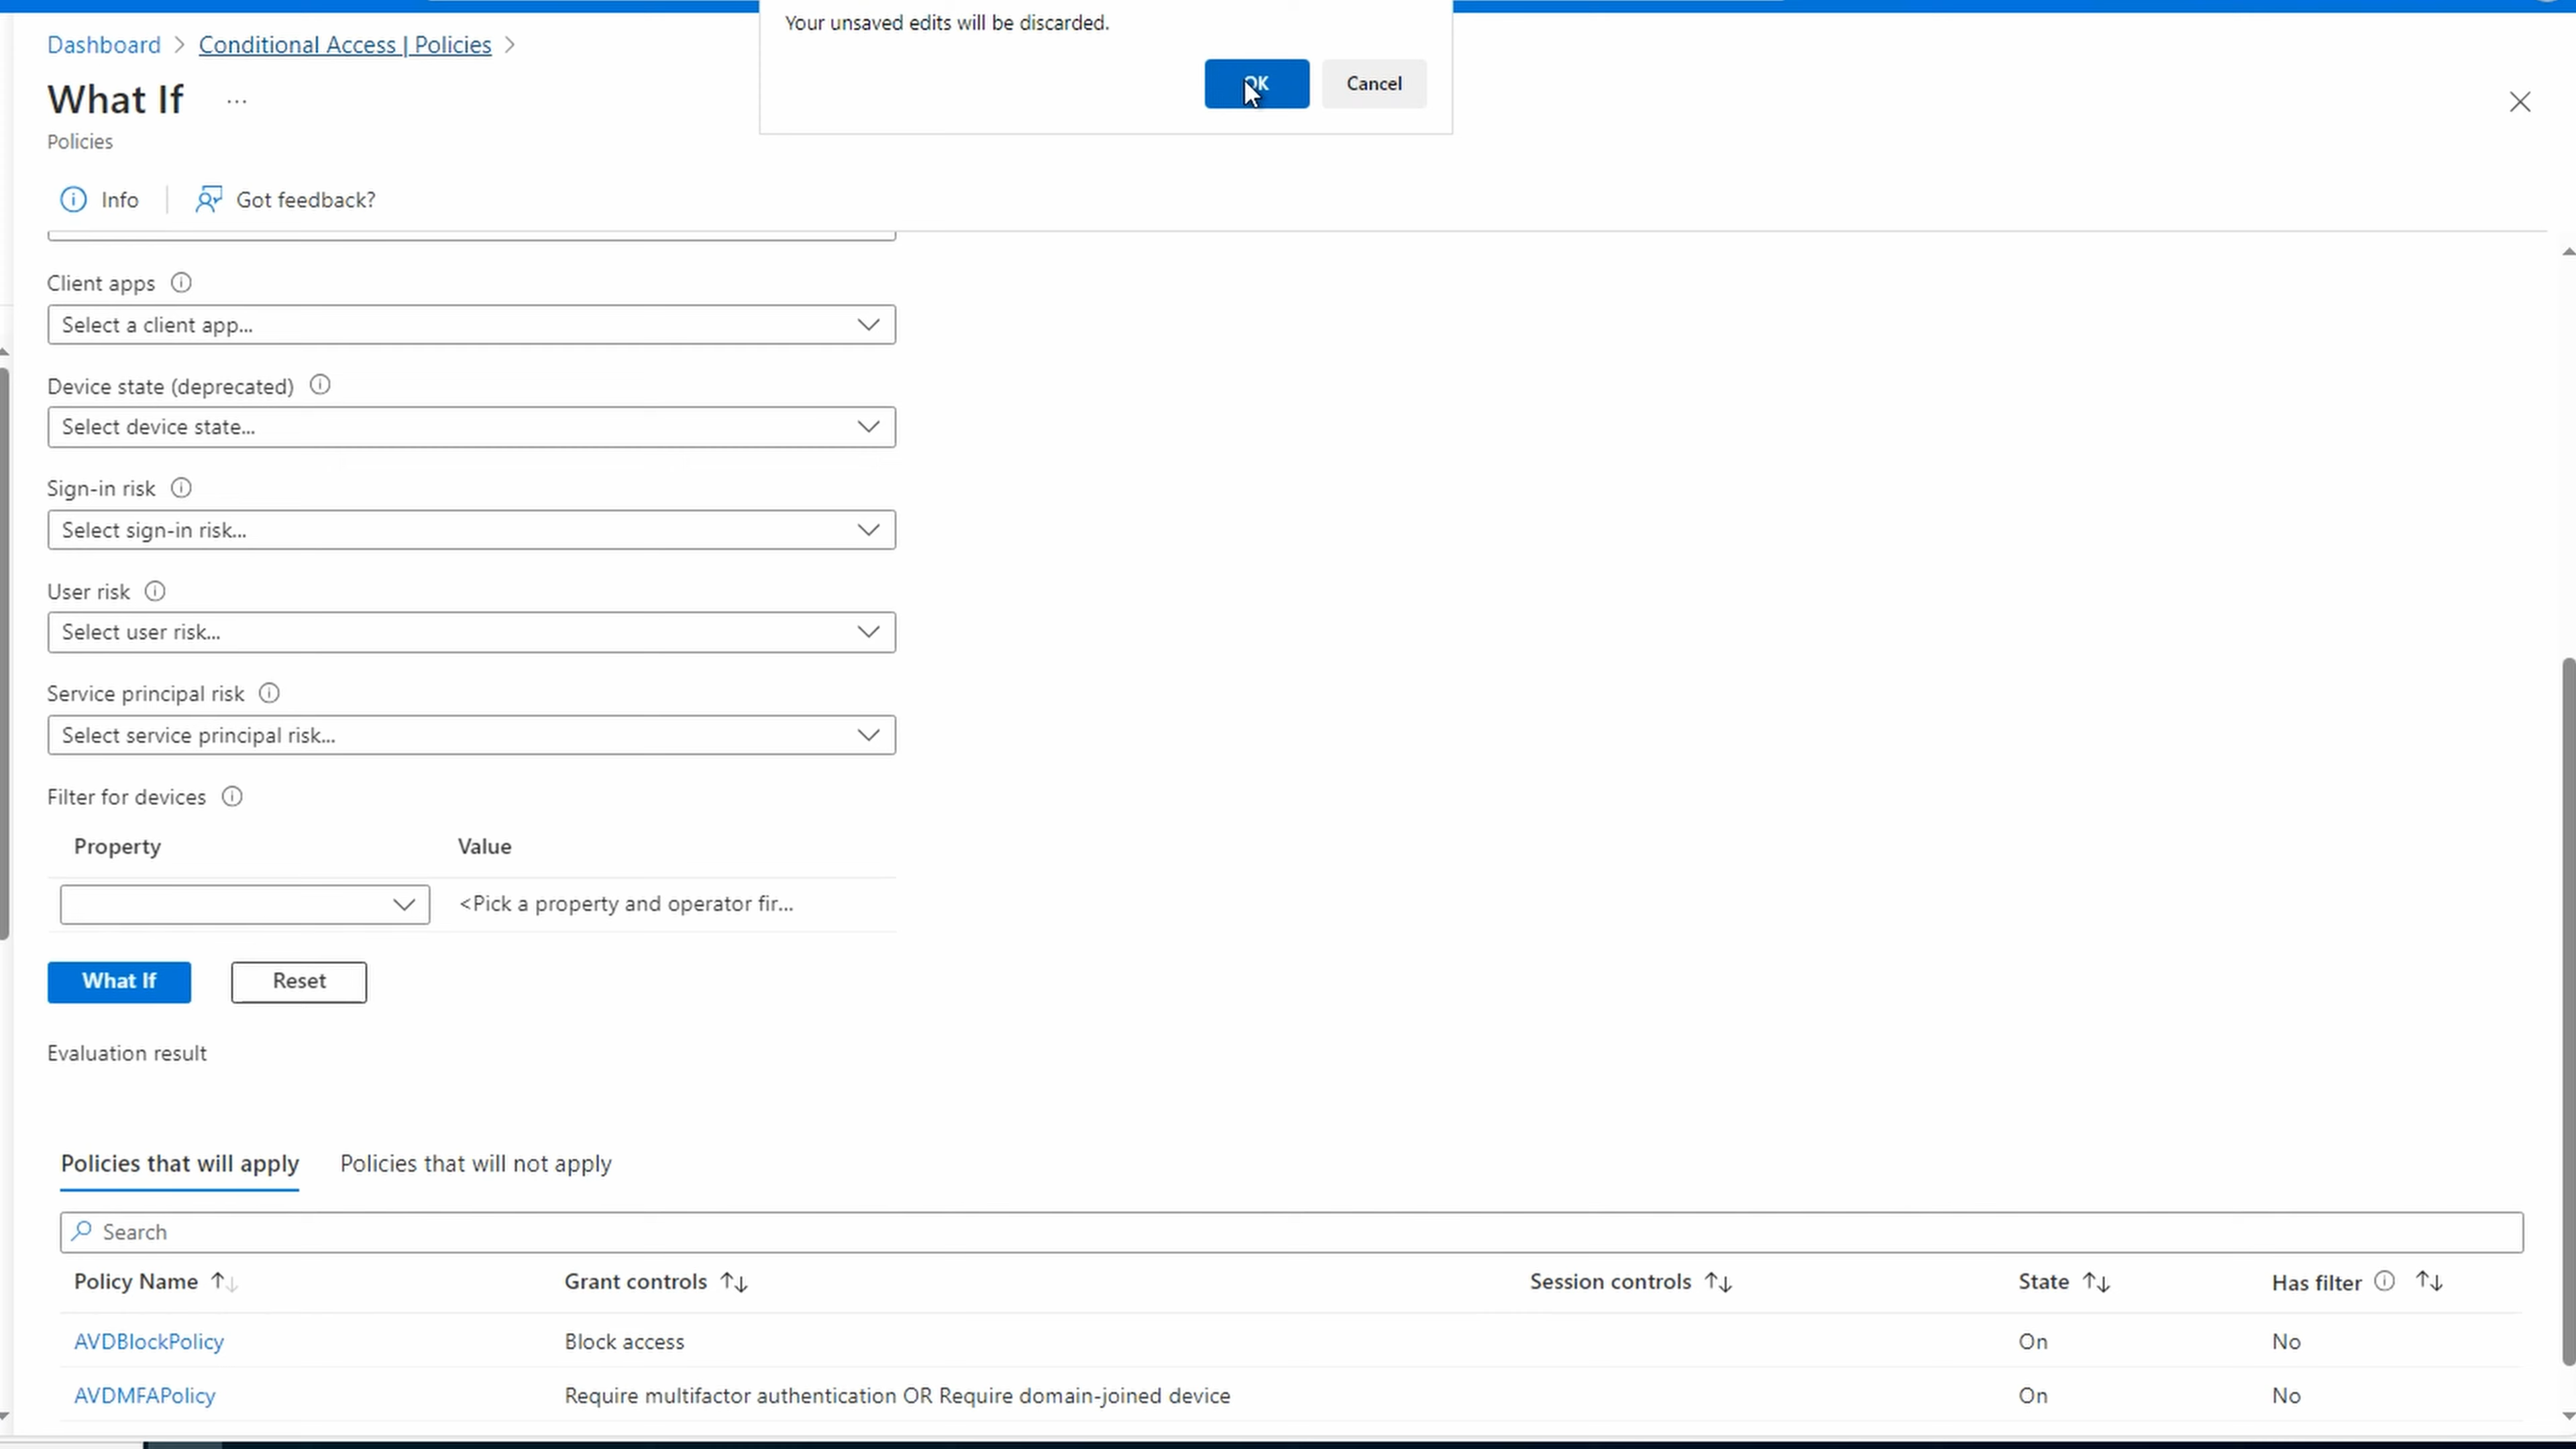 Your unsaved edits will be discarded.
OK Cancel
Dashboard > Conditional Access | Policies >
What If ...
Policies
Info | Got feedback?
Client apps
Select a client app...
Device state (deprecated)
Select device state...
Sign-in risk
Select sign-in risk...
User risk
Select user risk...
Service principal risk
Select service principal risk...
Filter for devices
Property Value
<Pick a property and operator fir...
What If Reset
Evaluation result
Policies that will apply Policies that will not apply
Search
Policy Name Grant controls Session controls State Has filter
AVDBlockPolicy Block access On No
AVDMFAPolicy Require multifactor authentication OR Require domain-joined device On No